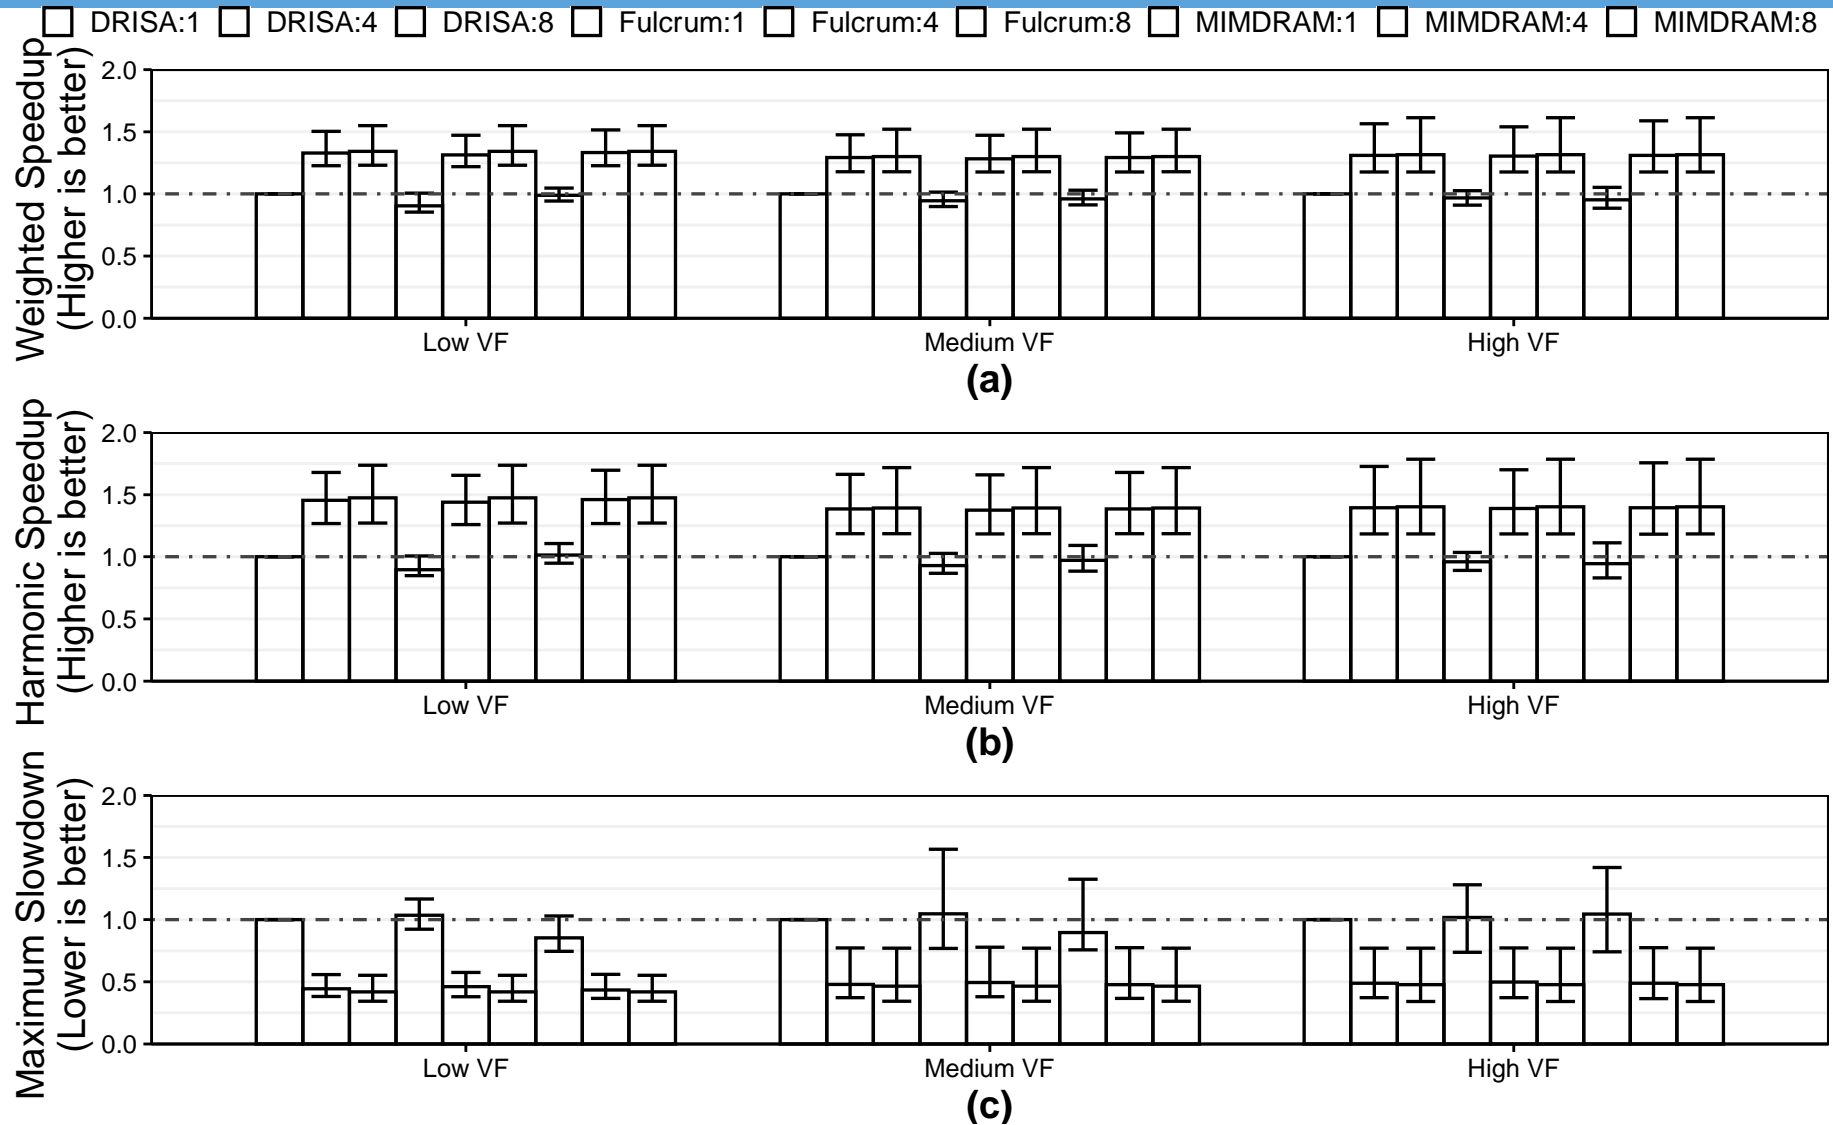 DRISA:1 DRISA:4 DRISA:8 Fulcrum:1 Fulcrum:4 Fulcrum:8 MIMDRAM:1 MIMDRAM:4 MIMDRAM:8
Weighted Speedup
(Higher is better)
2.0
1.5
1.0
0.5
0.0
Low VF Medium VF High VF
(a)
Harmonic Speedup
(Higher is better)
2.0
1.5
1.0
0.5
0.0
Low VF Medium VF High VF
(b)
Maximum Slowdown
(Lower is better)
2.0
1.5
1.0
0.5
0.0
Low VF Medium VF High VF
(c)